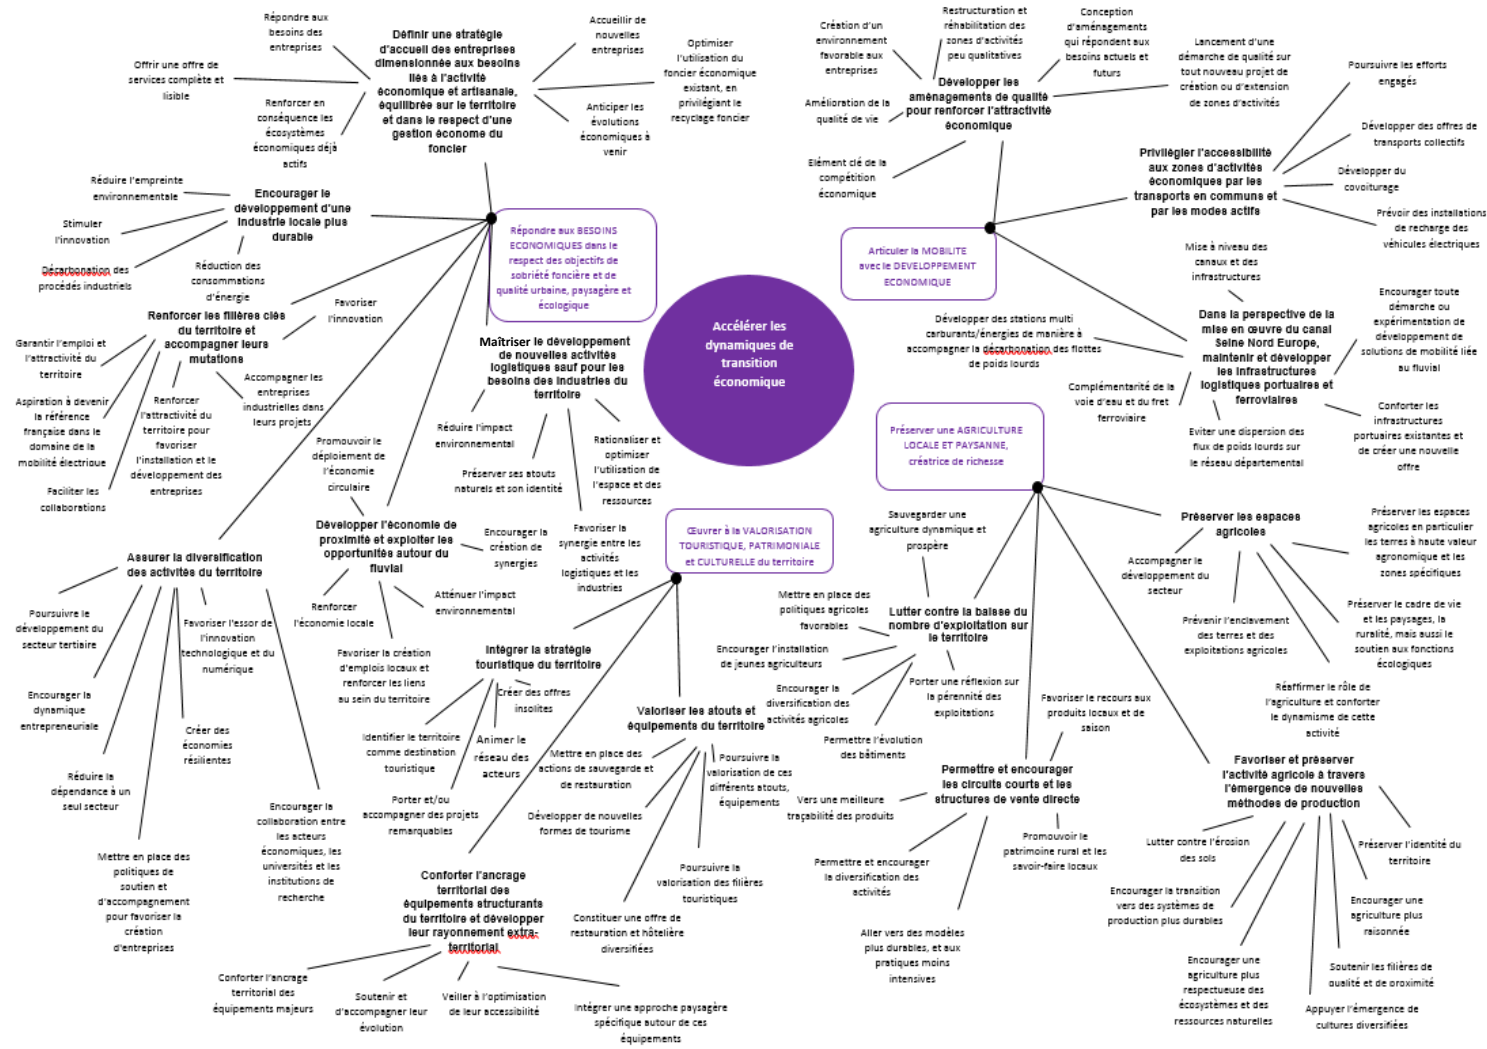 Répondre aux
besoins des
entreprises
Offrir une offre de
services complète et
lisible
Renforcer en
conséquence les
écosystèmes
économiques déjà
actifs
Définir une stratégie
d'accueil des entreprises
dimensionnée aux besoins
liés à l'activité
économique et artisanale,
équilibrée sur le territoire
et dans le respect d'une
gestion économe du
foncier
Accueillir de
nouvelles
entreprises
Optimiser
l'utilisation du
foncier économique
existant, en
privilégiant le
recyclage foncier
Anticiper les
évolutions
économiques à
venir
Création d'un
environnement
favorable aux
entreprises
Restructuration et
réhabilitation des
zones d'activités
peu qualitatives
Conception
d'aménagements
qui répondent aux
besoins actuels et
futurs
Lancement d'une
démarche de qualité sur
tout nouveau projet de
création ou d'extension
de zones d'activités
Amélioration de la
qualité de vie
Elément clé de la
compétition
économique
Développer les
aménagements de qualité
pour renforcer l'attractivité
économique
Poursuivre les efforts
engagés
Développer des offres de
transports collectifs
Développer du
covoiturage
Prévoir des installations
de recharge des
véhicules électriques
Privilégier l'accessibilité
aux zones d'activités
économiques par les
transports en communs et
par les modes actifs
Réduire l'empreinte
environnementale
Stimuler
l'innovation
Décarbonation des
procédés industriels
Réduction des
consommations
d'énergie
Encourager le
développement d'une
industrie locale plus
durable
Répondre aux BESOINS
ECONOMIQUES dans le
respect des objectifs de
sobriété foncière et de
qualité urbaine, paysagère et
écologique
Articuler la MOBILITE
avec le DEVELOPPEMENT
ECONOMIQUE
Accélérer les
dynamiques de
transition
économique
Mise à niveau des
canaux et des
infrastructures
Encourager toute
démarche ou
expérimentation de
développement de
solutions de mobilité liée
au fluvial
Développer des stations multi
carburants/énergies de manière à
accompagner la décarbonation des flottes
de poids lourds
Complémentarité de la
voie d'eau et du fret
ferroviaire
Eviter une dispersion des
flux de poids lourds sur
le réseau départemental
Conforter les
infrastructures
portuaires existantes et
de créer une nouvelle
offre
Dans la perspective de la
mise en œuvre du canal
Seine Nord Europe,
maintenir et développer
les infrastructures
logistiques portuaires et
ferroviaires
Renforcer les filières clés
du territoire et
accompagner leurs
mutations
Favoriser
l'innovation
Garantir l'emploi et
l'attractivité du
territoire
Aspiration à devenir
la référence
française dans le
domaine de la
mobilité électrique
Faciliter les
collaborations
Renforcer
l'attractivité du
territoire pour
favoriser
l'installation et le
développement des
entreprises
Accompagner les
entreprises
industrielles dans
leurs projets
Maîtriser le développement
de nouvelles activités
logistiques sauf pour les
besoins des industries du
territoire
Réduire l'impact
environnemental
Préserver ses atouts
naturels et son identité
Rationaliser et
optimiser
l'utilisation de
l'espace et des
ressources
Favoriser la
synergie entre les
activités
logistiques et les
industries
Promouvoir le
déploiement de
l'économie
circulaire
Développer l'économie de
proximité et exploiter les
opportunités autour du
fluvial
Encourager la
création de
synergies
Atténuer l'impact
environnemental
Renforcer
l'économie locale
Favoriser la création
d'emplois locaux et
renforcer les liens
au sein du territoire
Assurer la diversification
des activités du territoire
Poursuivre le
développement du
secteur tertiaire
Encourager la
dynamique
entrepreneuriale
Réduire la
dépendance à un
seul secteur
Mettre en place des
politiques de
soutien et
d'accompagnement
pour favoriser la
création
d'entreprises
Créer des
économies
résilientes
Favoriser l'essor de
l'innovation
technologique et du
numérique
Encourager la
collaboration entre
les acteurs
économiques, les
universités et les
institutions de
recherche
Œuvrer à la VALORISATION
TOURISTIQUE, PATRIMONIALE
et CULTURELLE du territoire
Intégrer la stratégie
touristique du territoire
Créer des offres
insolites
Identifier le territoire
comme destination
touristique
Animer le
réseau des
acteurs
Porter et/ou
accompagner des projets
remarquables
Valoriser les atouts et
équipements du territoire
Mettre en place des
actions de sauvegarde et
de restauration
Poursuivre la
valorisation de ces
différents atouts,
équipements
Développer de nouvelles
formes de tourisme
Poursuivre la
valorisation des filières
touristiques
Constituer une offre de
restauration et hôtelière
diversifiées
Conforter l'ancrage
territorial des
équipements structurants
du territoire et développer
leur rayonnement extra-
territorial
Conforter l'ancrage
territorial des
équipements majeurs
Soutenir et
d'accompagner leur
évolution
Veiller à l'optimisation
de leur accessibilité
Intégrer une approche paysagère
spécifique autour de ces
équipements
Préserver une AGRICULTURE
LOCALE ET PAYSANNE,
créatrice de richesse
Sauvegarder une
agriculture dynamique et
prospère
Mettre en place des
politiques agricoles
favorables
Encourager l'installation
de jeunes agriculteurs
Encourager la
diversification des
activités agricoles
Permettre l'évolution
des bâtiments
Porter une réflexion sur
la pérennité des
exploitations
Lutter contre la baisse du
nombre d'exploitation sur
le territoire
Préserver les espaces
agricoles
Accompagner le
développement du
secteur
Prévenir l'enclavement
des terres et des
exploitations agricoles
Préserver les espaces
agricoles en particulier
les terres à haute valeur
agronomique et les
zones spécifiques
Préserver le cadre de vie
et les paysages, la
ruralité, mais aussi le
soutien aux fonctions
écologiques
Réaffirmer le rôle de
l'agriculture et conforter
le dynamisme de cette
activité
Favoriser le recours aux
produits locaux et de
saison
Permettre et encourager
les circuits courts et les
structures de vente directe
Vers une meilleure
traçabilité des produits
Permettre et encourager
la diversification des
activités
Aller vers des modèles
plus durables, et aux
pratiques moins
intensives
Promouvoir le
patrimoine rural et les
savoir-faire locaux
Favoriser et préserver
l'activité agricole à travers
l'émergence de nouvelles
méthodes de production
Lutter contre l'érosion
des sols
Encourager la transition
vers des systèmes de
production plus durables
Encourager une
agriculture plus
respectueuse des
écosystèmes et des
ressources naturelles
Préserver l'identité du
territoire
Encourager une
agriculture plus
raisonnée
Soutenir les filières de
qualité et de proximité
Appuyer l'émergence de
cultures diversifiées